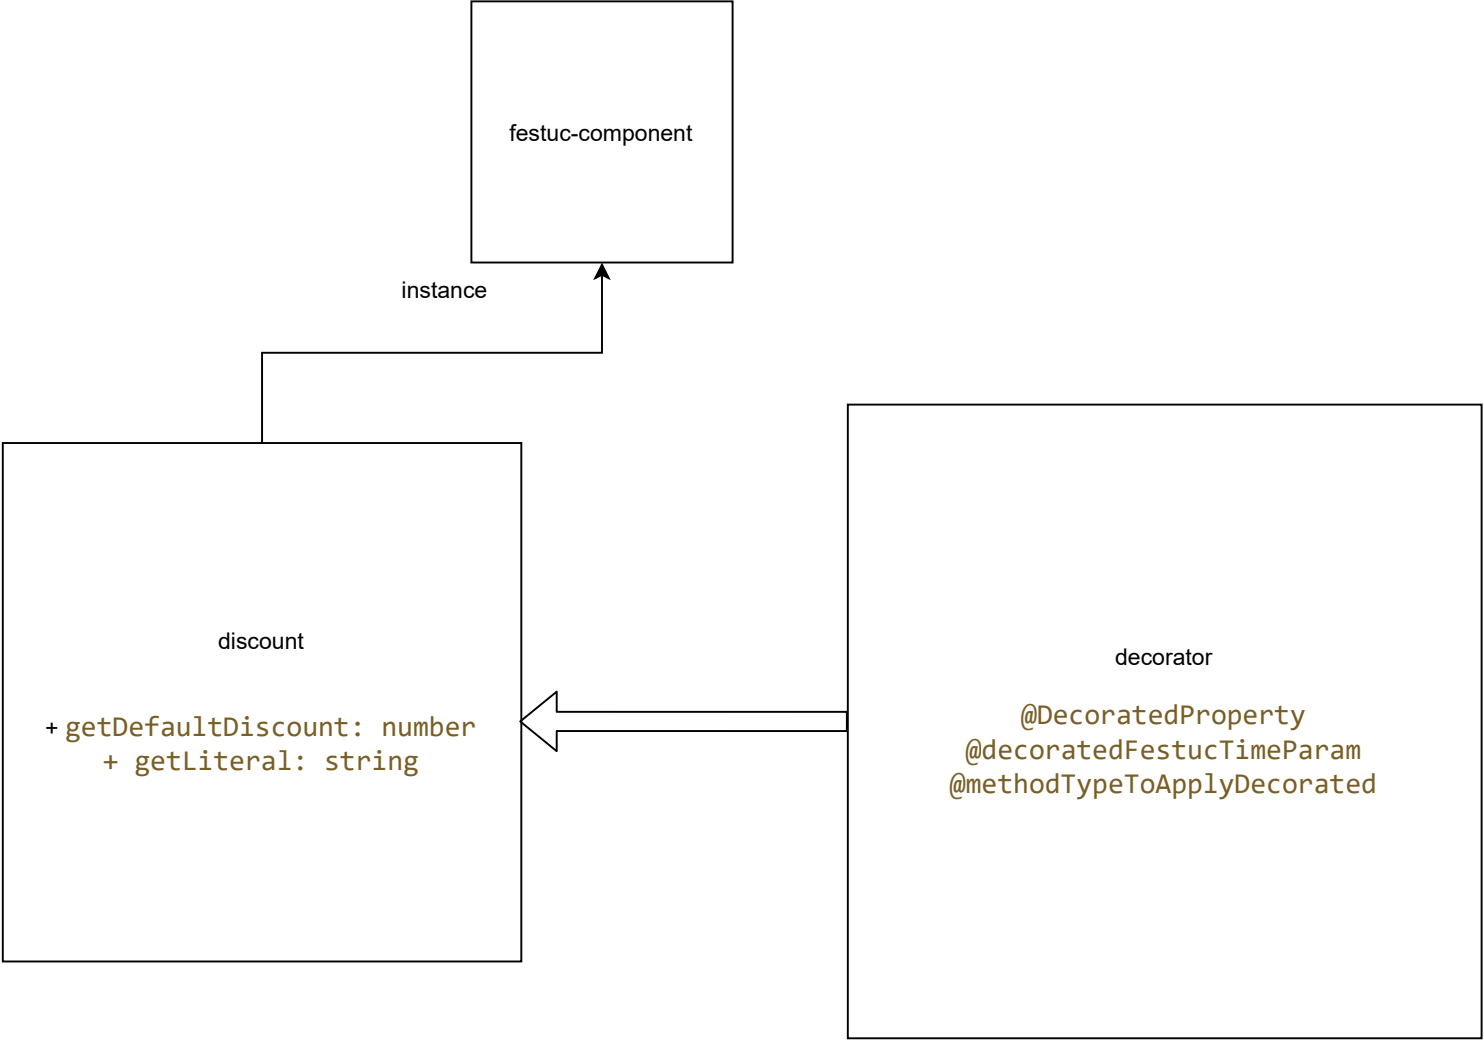 festuc-component
instance
discount
+ getDefaultDiscount: number
+ getLiteral: string
decorator
@DecoratedProperty
@decoratedFestucTimeParam
@methodTypeToApplyDecorated